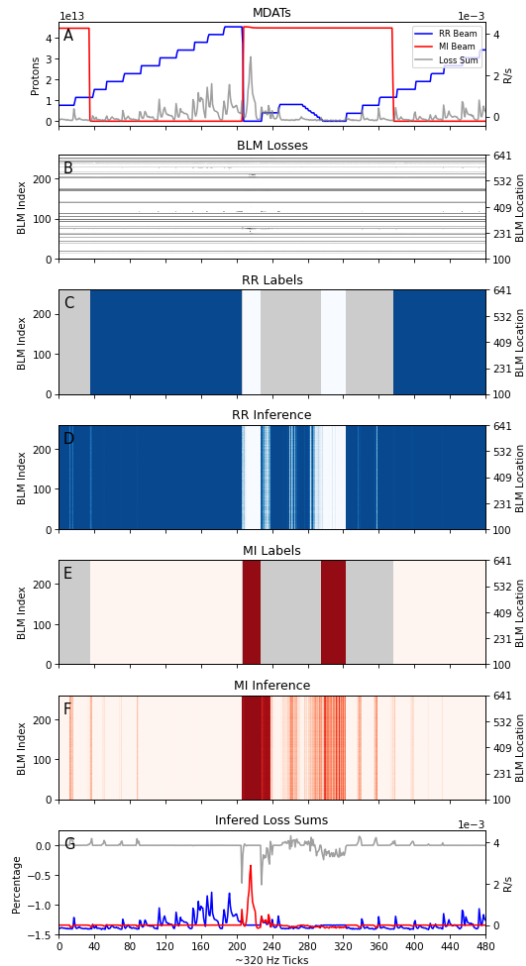 MDATs
1e13
1e-3
A
RR Beam
MI Beam
Loss Sum
4
3
2
1
0
Protons
4
2
0
R/s
BLM Losses
B
200
100
0
BLM Index
641
532
409
231
100
BLM Location
RR Labels
C
200
100
0
BLM Index
641
532
409
231
100
BLM Location
RR Inference
D
200
100
0
BLM Index
641
532
409
231
100
BLM Location
MI Labels
E
200
100
0
BLM Index
641
532
409
231
100
BLM Location
MI Inference
F
200
100
0
BLM Index
641
532
409
231
100
BLM Location
Infered Loss Sums
1e-3
G
0.0
−0.5
−1.0
−1.5
Percentage
4
2
0
R/s
0 40 80 120 160 200 240 280 320 360 400 440 480
~320 Hz Ticks